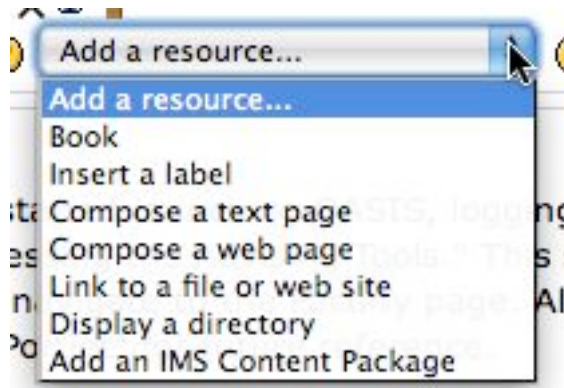 Add a resource...
Add a resource...
Book
Insert a label
Compose a text page
Compose a web page
Link to a file or web site
Display a directory
Add an IMS Content Package